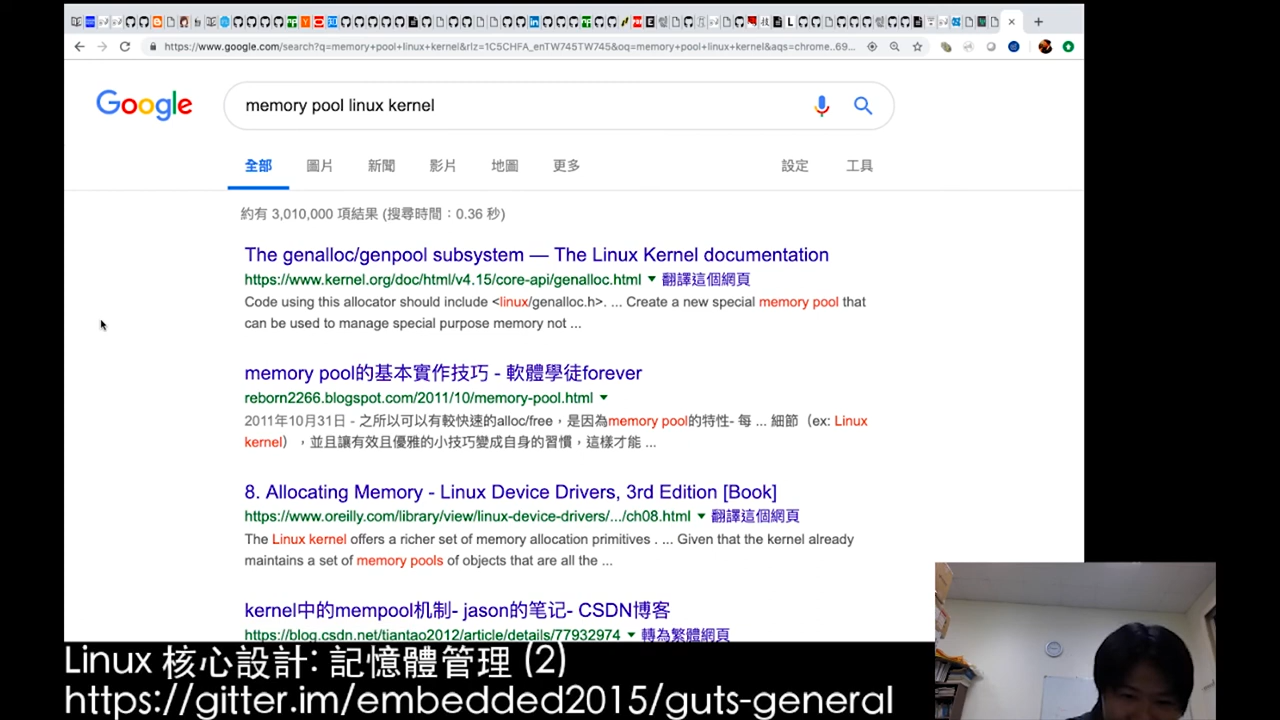 https://www.google.com/search?q=memory+pool+linux+kernel&rlz=1C5CHFA_enTW745TW745&oq=memory+pool+linux+kernel&aqs=chrome..69...
Google
memory pool linux kernel
全部 圖片 新聞 影片 地圖 更多 設定 工具
約有 3,010,000 項結果 (搜尋時間：0.36 秒)
The genalloc/genpool subsystem — The Linux Kernel documentation
https://www.kernel.org/doc/html/v4.15/core-api/genalloc.html 翻譯這個網頁
Code using this allocator should include <linux/genalloc.h>. ... Create a new special memory pool that
can be used to manage special purpose memory not ...
memory pool的基本實作技巧 - 軟體學徒forever
reborn2266.blogspot.com/2011/10/memory-pool.html
2011年10月31日 - 之所以可以有較快速的alloc/free，是因為memory pool的特性- 每 ... 細節（ex: Linux
kernel），並且讓有效且優雅的小技巧變成自身的習慣，這樣才能 ...
8. Allocating Memory - Linux Device Drivers, 3rd Edition [Book]
https://www.oreilly.com/library/view/linux-device-drivers/.../ch08.html 翻譯這個網頁
The Linux kernel offers a richer set of memory allocation primitives . ... Given that the kernel already
maintains a set of memory pools of objects that are all the ...
kernel中的mempool机制- jason的笔记- CSDN博客
https://blog.csdn.net/tiantao2012/article/details/77932974 轉為繁體網頁
Linux 核心設計: 記憶體管理 (2)
https://gitter.im/embedded2015/guts-general